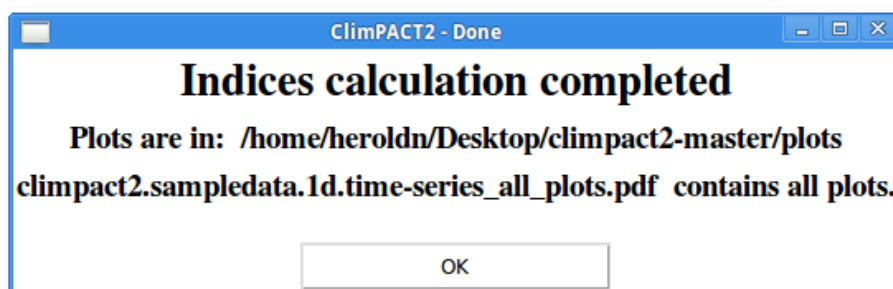 ClimPACT2 - Done
Indices calculation completed
Plots are in: /home/heroldn/Desktop/climpact2-master/plots
climpact2.sampledata.1d.time-series_all_plots.pdf contains all plots.
OK